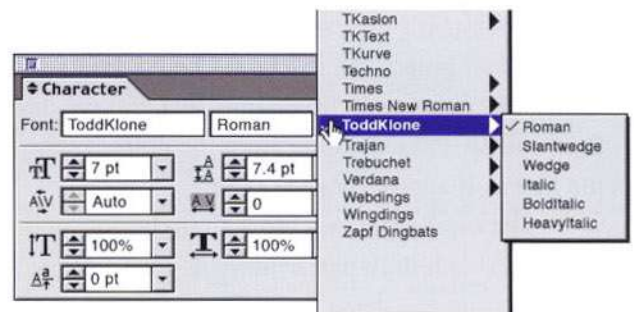 Character
Font: ToddKlone Roman
7 pt 7.4 pt
Auto 0
100% 100%
0 pt
TKaslon
TKText
TKurve
Techno
Times
Times New Roman
ToddKlone
Trajan
Trebuchet
Verdana
Webdings
Wingdings
Zapf Dingbats
Roman
Slantwedge
Wedge
Italic
BoldItalic
HeavyItalic